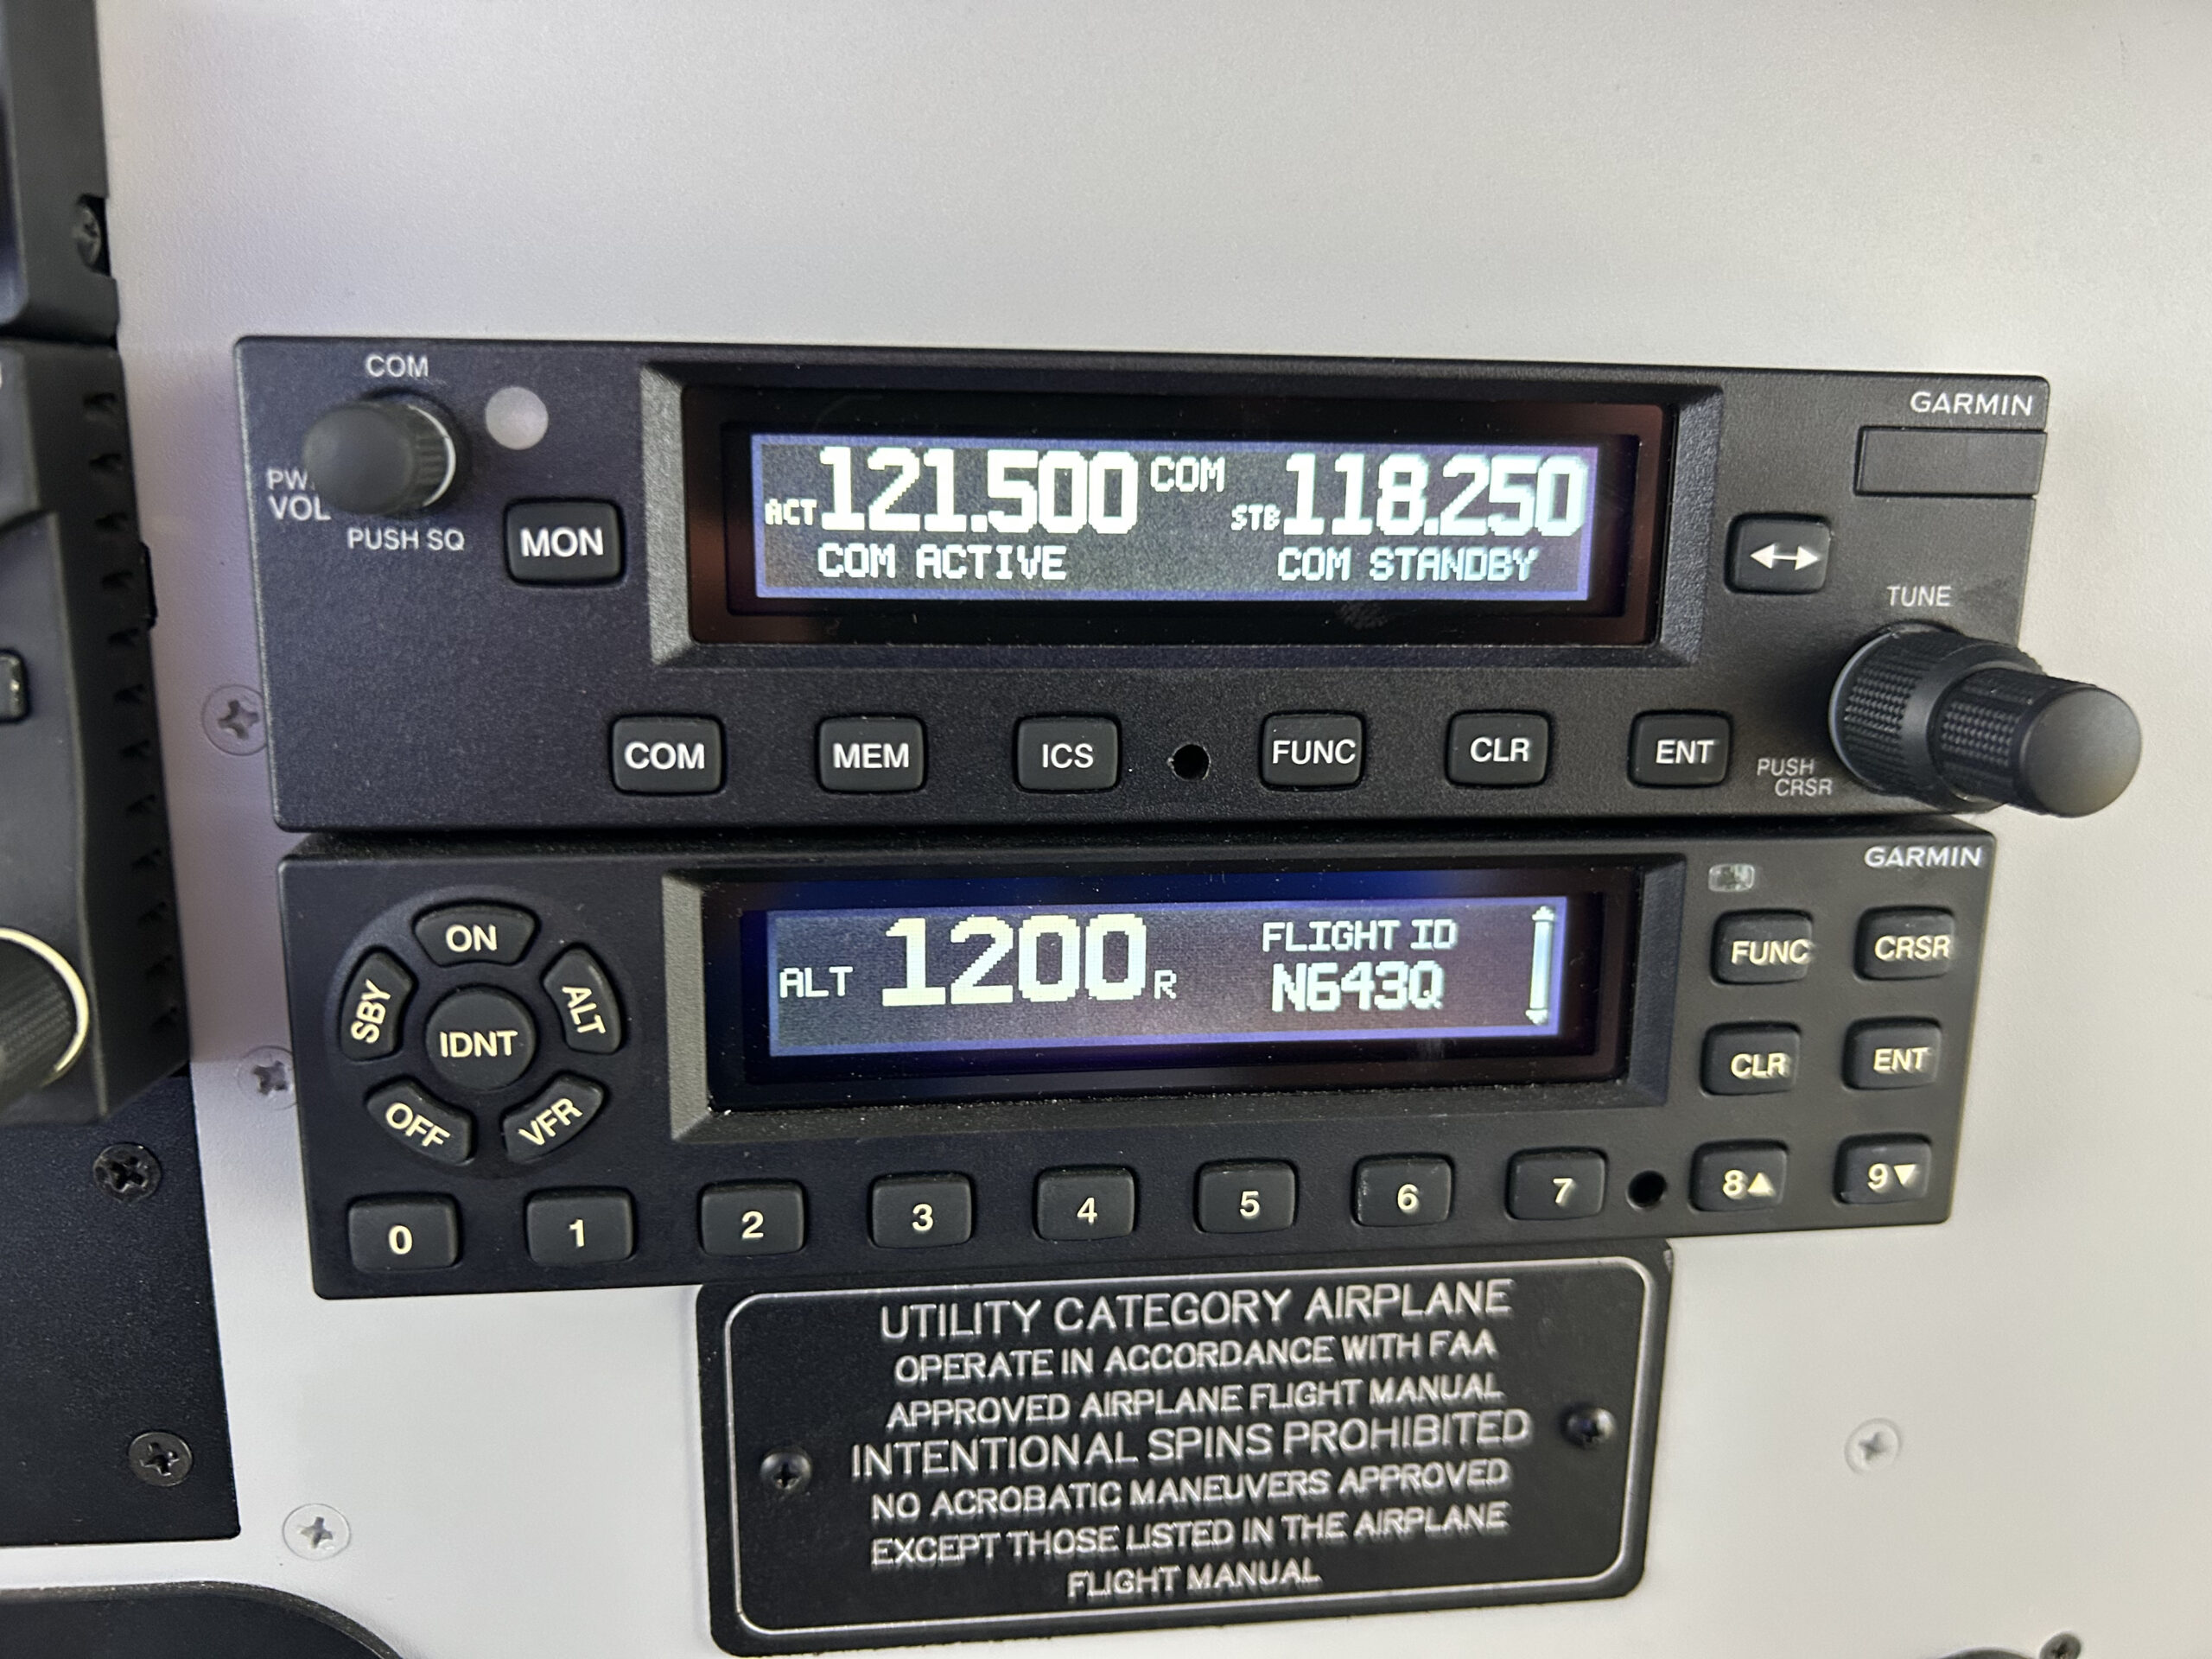 COM
GARMIN
PW
VOL
PUSH SQ
MON
ACT 121.500 COM STB 118.250
COM ACTIVE COM STANDBY
TUNE
COM MEM ICS FUNC CLR ENT
PUSH
CRSR
GARMIN
ON
SBY
ALT
IDNT
OFF
VFR
ALT 1200 R
FLIGHT ID
N643Q
FUNC CRSR
CLR ENT
0 1 2 3 4 5 6 7 8▲ 9▼
UTILITY CATEGORY AIRPLANE
OPERATE IN ACCORDANCE WITH FAA
APPROVED AIRPLANE FLIGHT MANUAL
INTENTIONAL SPINS PROHIBITED
NO ACROBATIC MANEUVERS APPROVED
EXCEPT THOSE LISTED IN THE AIRPLANE
FLIGHT MANUAL